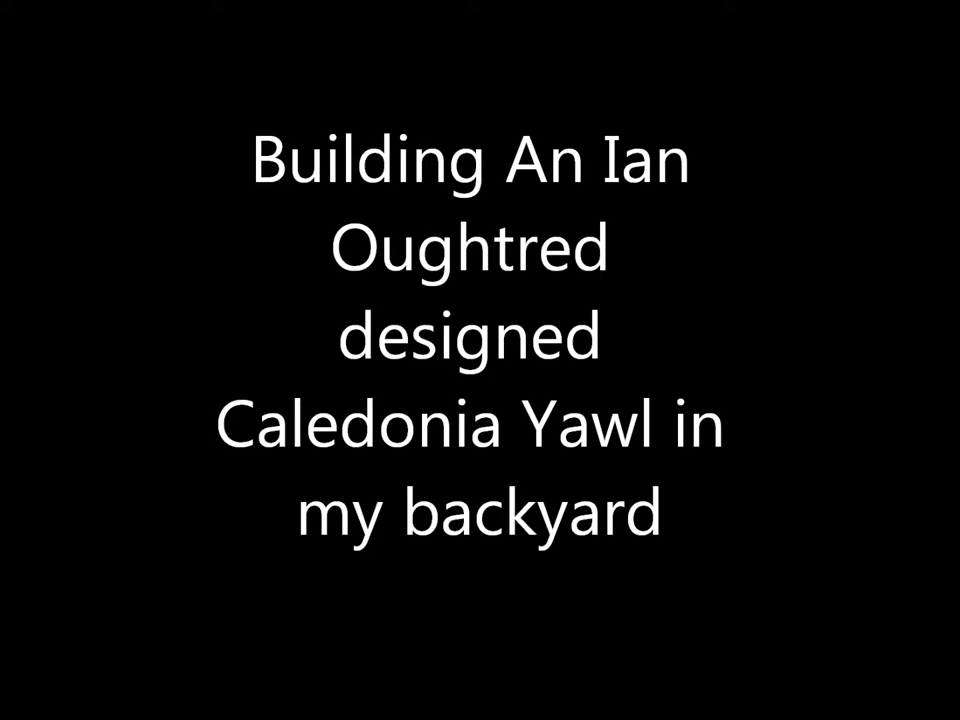 Building An Ian
Oughtred
designed
Caledonia Yawl in
my backyard